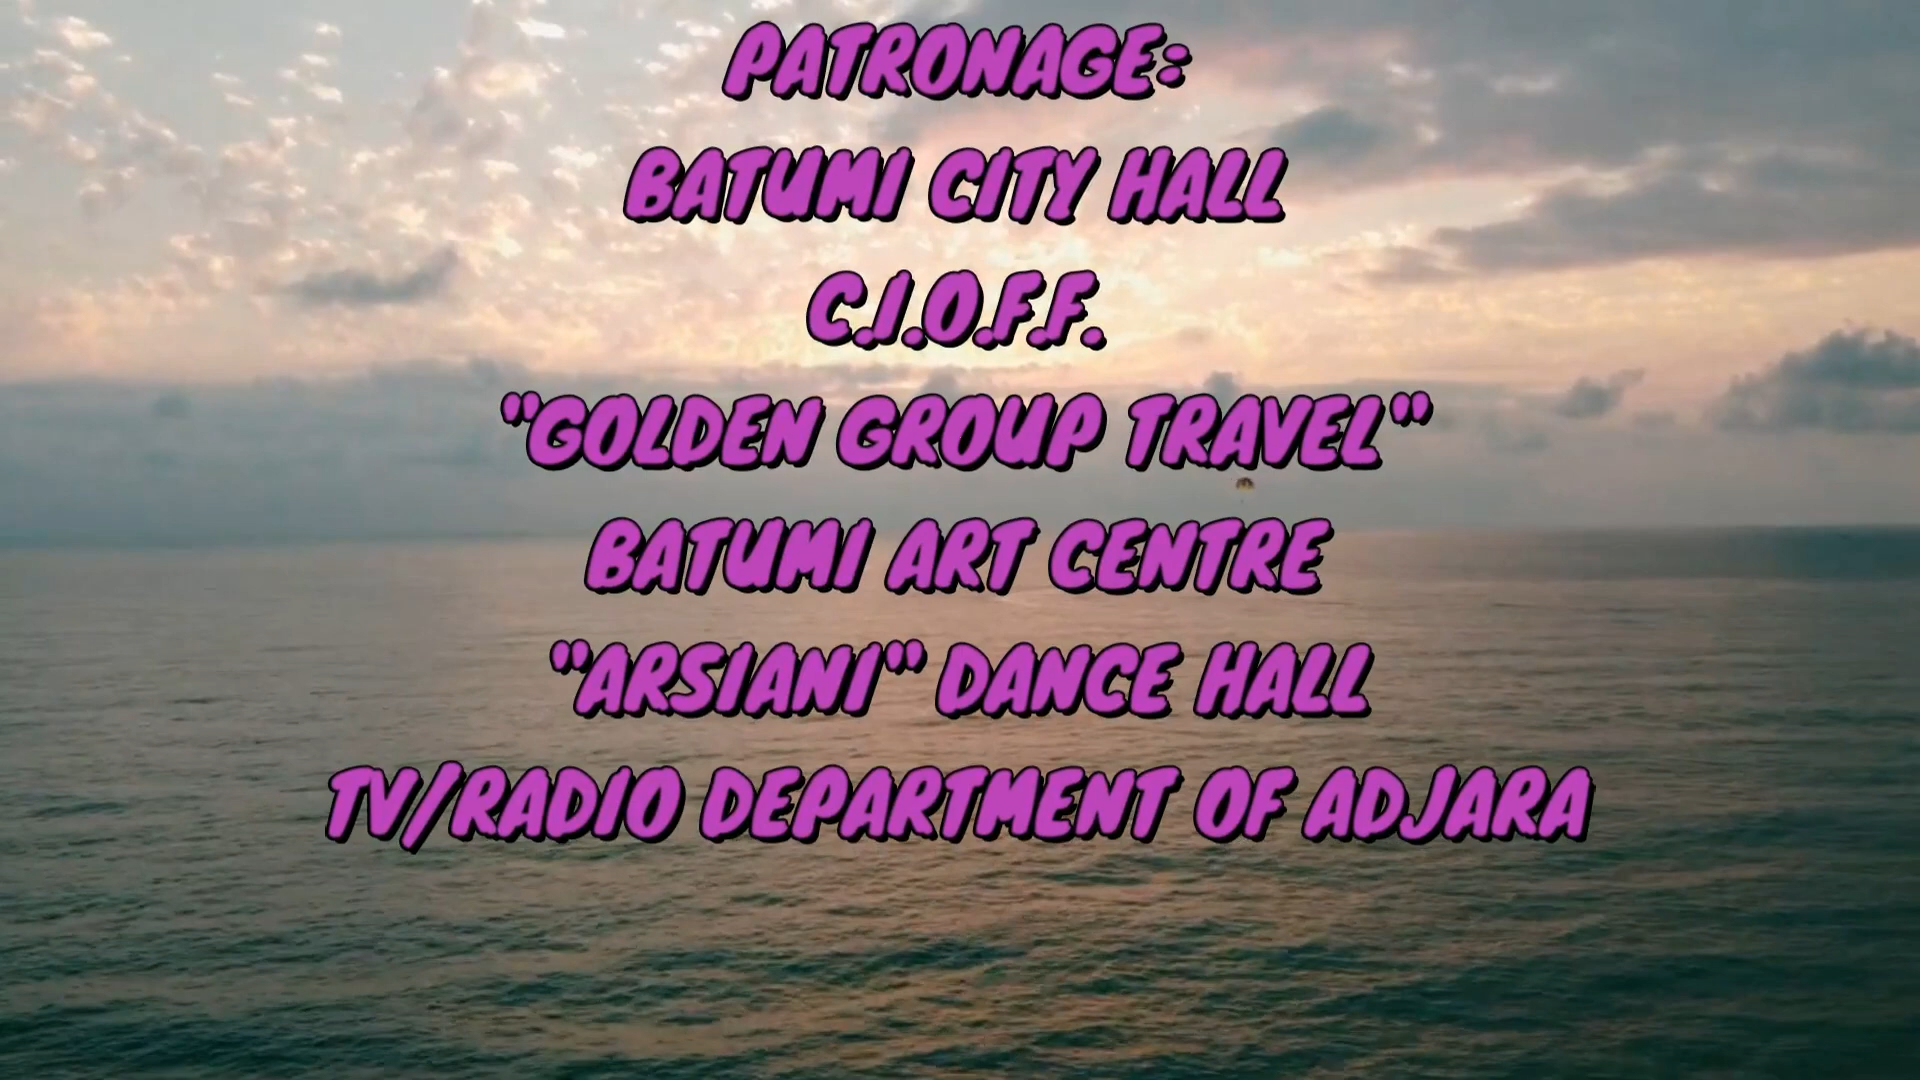 PATRONAGE:
BATUMI CITY HALL
C.I.O.F.F.
"GOLDEN GROUP TRAVEL"
BATUMI ART CENTRE
"ARSIANI" DANCE HALL
TV/RADIO DEPARTMENT OF ADJARA